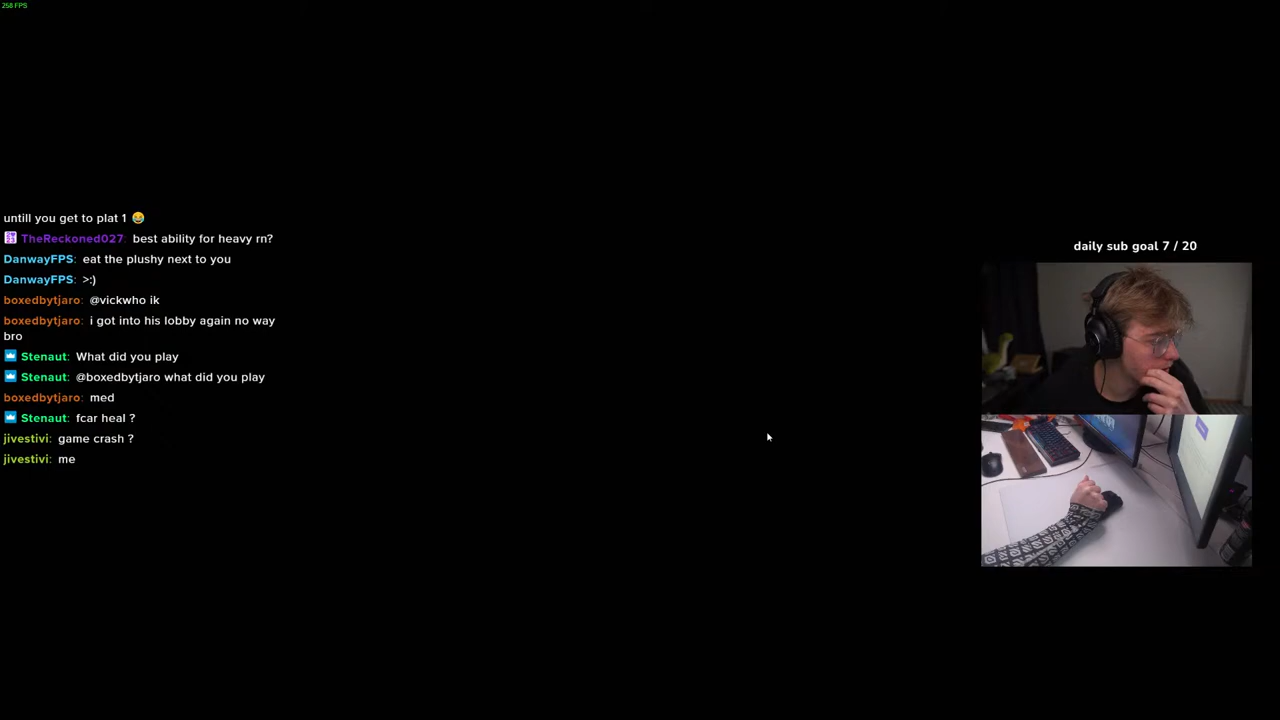 258 FPS
untill you get to plat 1 😂
TheReckoned027: best ability for heavy rn?
DanwayFPS: eat the plushy next to you
DanwayFPS: >:)
boxedbytjaro: @vickwho ik
boxedbytjaro: i got into his lobby again no way
bro
Stenaut: What did you play
Stenaut: @boxedbytjaro what did you play
boxedbytjaro: med
Stenaut: fcar heal ?
jivestivi: game crash ?
jivestivi: me
daily sub goal 7 / 20